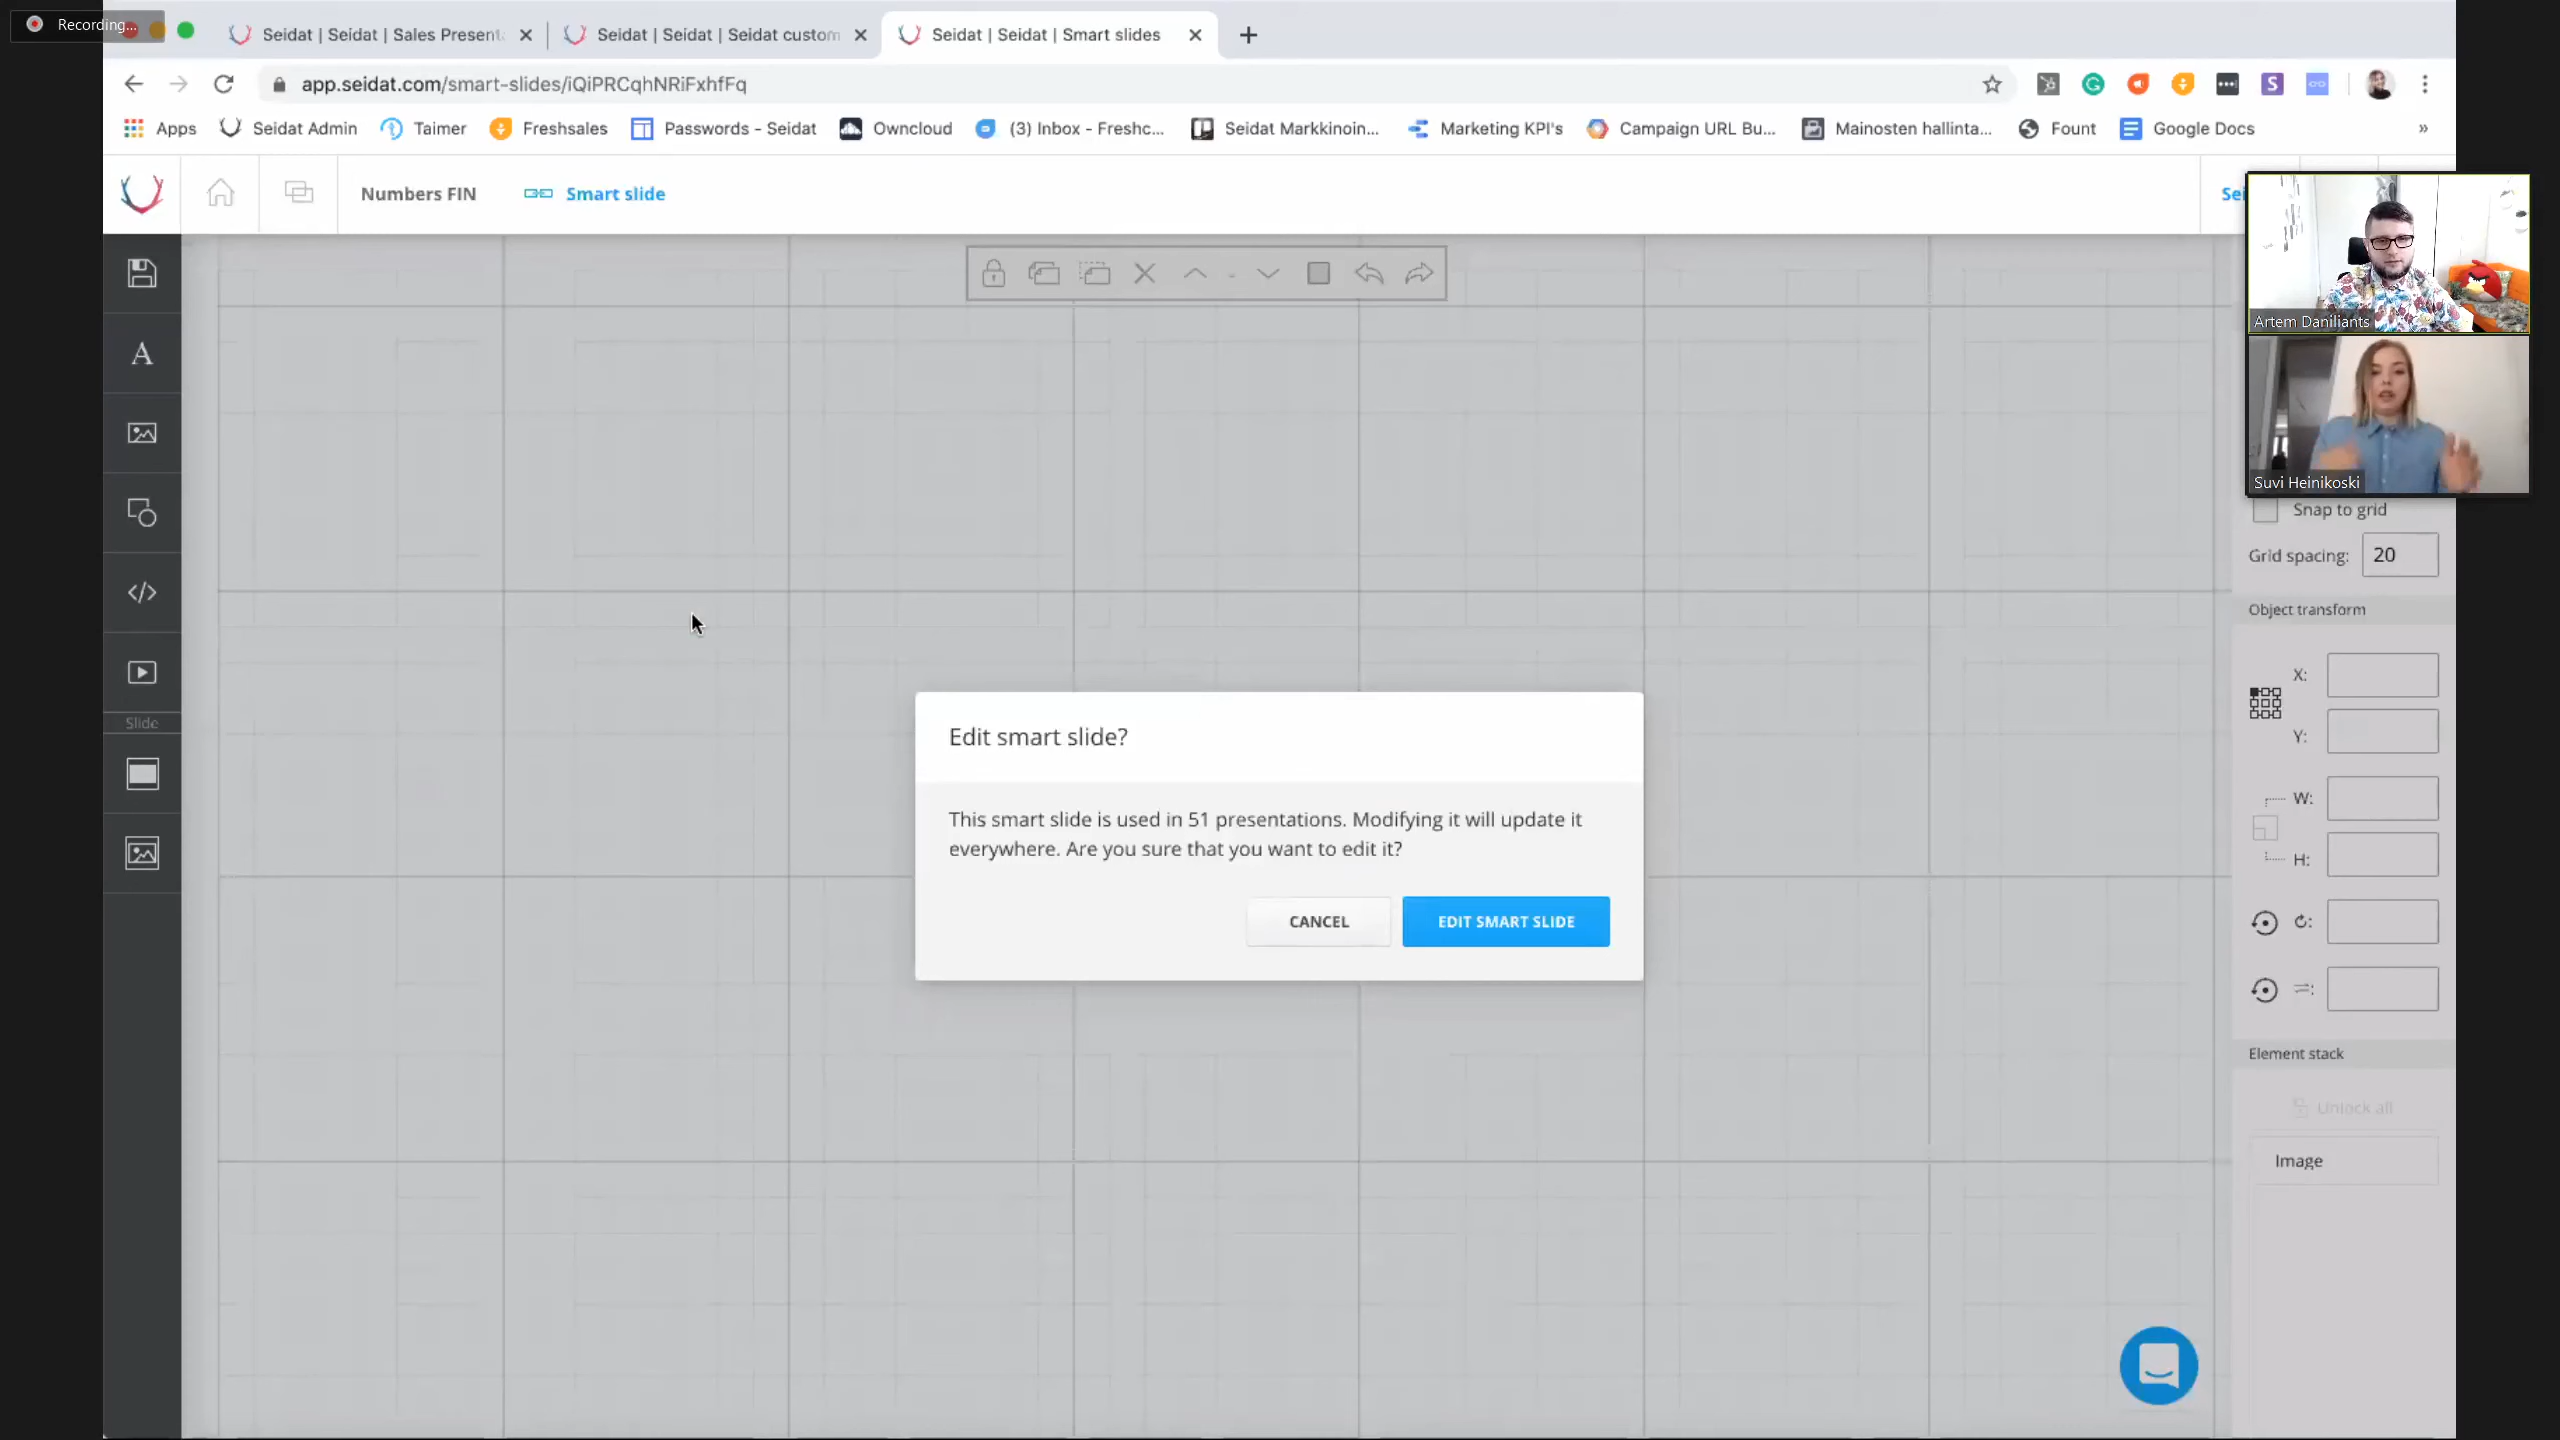 Recording...
Seidat | Seidat | Sales Present
Seidat | Seidat | Seidat custom
Seidat | Seidat | Smart slides
app.seidat.com/smart-slides/iQiPRCqhNRiFxhfFq
Apps
Seidat Admin
Taimer
Freshsales
Passwords - Seidat
Owncloud
(3) Inbox - Freshc...
Seidat Markkinoin...
Marketing KPI's
Campaign URL Bu...
Mainosten hallinta...
Fount
Google Docs
»
Numbers FIN
Smart slide
Sei
Artem Daniliants
Suvi Heinikoski
Snap to grid
Grid spacing: 20
Object transform
X:
Y:
W:
H:
Slide
Edit smart slide?
This smart slide is used in 51 presentations. Modifying it will update it
everywhere. Are you sure that you want to edit it?
CANCEL
EDIT SMART SLIDE
Element stack
Unlock all
Image